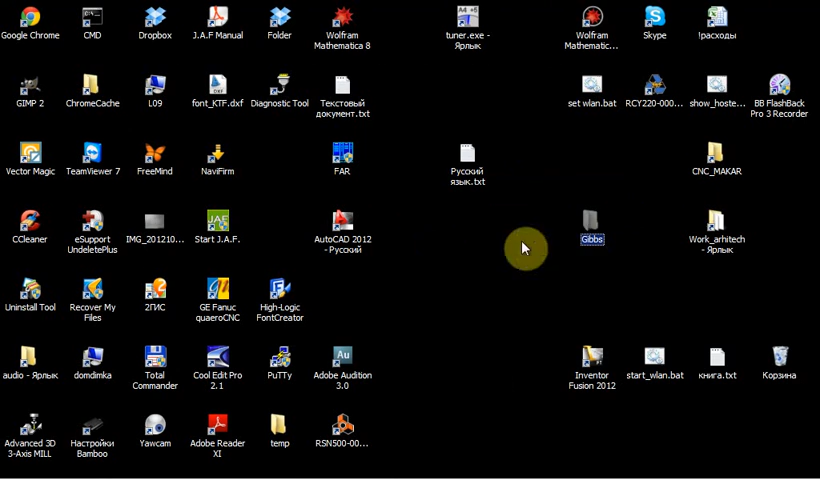 Google Chrome
CMD
Dropbox
J.A.F Manual
Folder
Wolfram
Mathematica 8
tuner.exe -
Ярлык
Wolfram
Mathematic...
Skype
!расходы
GIMP 2
ChromeCache
L09
font_KTF.dxf
Diagnostic Tool
Текстовый
документ.txt
set wlan.bat
RCY220-000...
show_hoste...
BB FlashBack
Pro 3 Recorder
Vector Magic
TeamViewer 7
FreeMind
NaviFirm
FAR
Русский
язык.txt
CNC_MAKAR
CCleaner
eSupport
UndeletePlus
IMG_201210...
JAF
Start J.A.F.
AutoCAD 2012
- Русский
Gibbs
Work_arhitech
- Ярлык
Uninstall Tool
Recover My
Files
2ГИС
GE Fanuc
quaeroCNC
High-Logic
FontCreator
audio - Ярлык
domdimka
Total
Commander
Cool Edit Pro
2.1
PuTTy
Au
Adobe Audition
3.0
Inventor
Fusion 2012
start_wlan.bat
книга.txt
Корзина
Advanced 3D
3-Axis MILL
Настройки
Bamboo
Yawcam
Adobe Reader
XI
temp
RSN500-00...